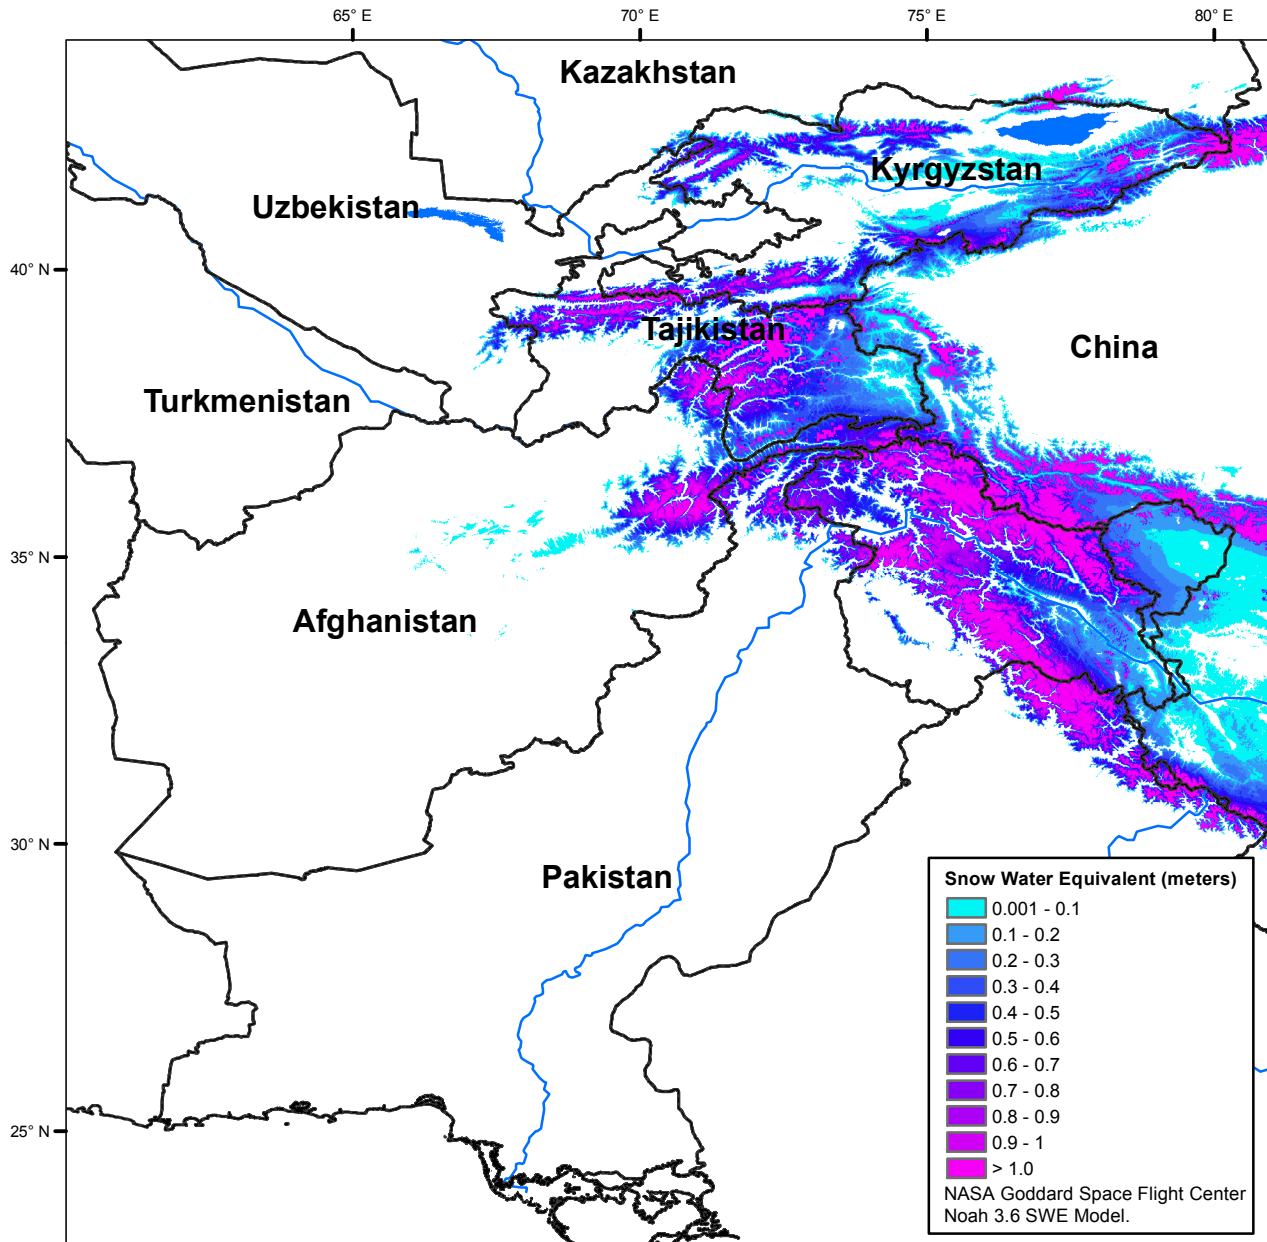 65° E
70° E
75° E
80° E
40° N
35° N
30° N
25° N
Kazakhstan
Kyrgyzstan
Uzbekistan
Tajikistan
China
Turkmenistan
Afghanistan
Pakistan
Snow Water Equivalent (meters)
0.001 - 0.1
0.1 - 0.2
0.2 - 0.3
0.3 - 0.4
0.4 - 0.5
0.5 - 0.6
0.6 - 0.7
0.7 - 0.8
0.8 - 0.9
0.9 - 1
> 1.0
NASA Goddard Space Flight Center
Noah 3.6 SWE Model.